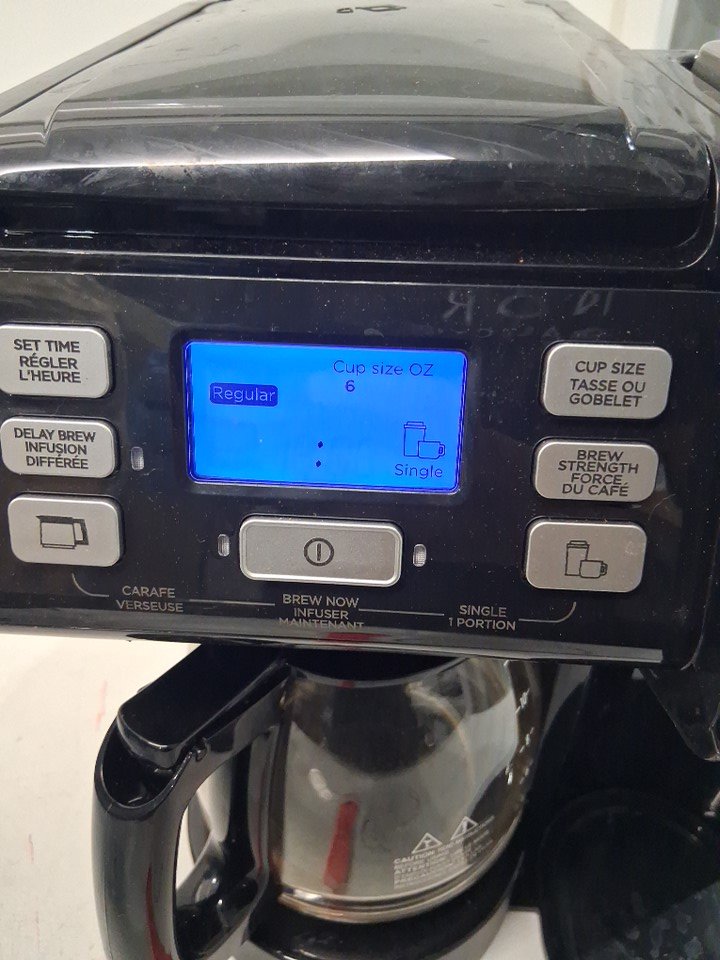 SET TIME
RÉGLER
L'HEURE
DELAY BREW
INFUSION
DIFFÉRÉE
Cup size OZ
6
Regular
:
Single
CUP SIZE
TASSE OU
GOBELET
BREW
STRENGTH
FORCE
DU CAFÉ
CARAFE
VERSEUSE
BREW NOW
INFUSER
MAINTENANT
SINGLE
1 PORTION